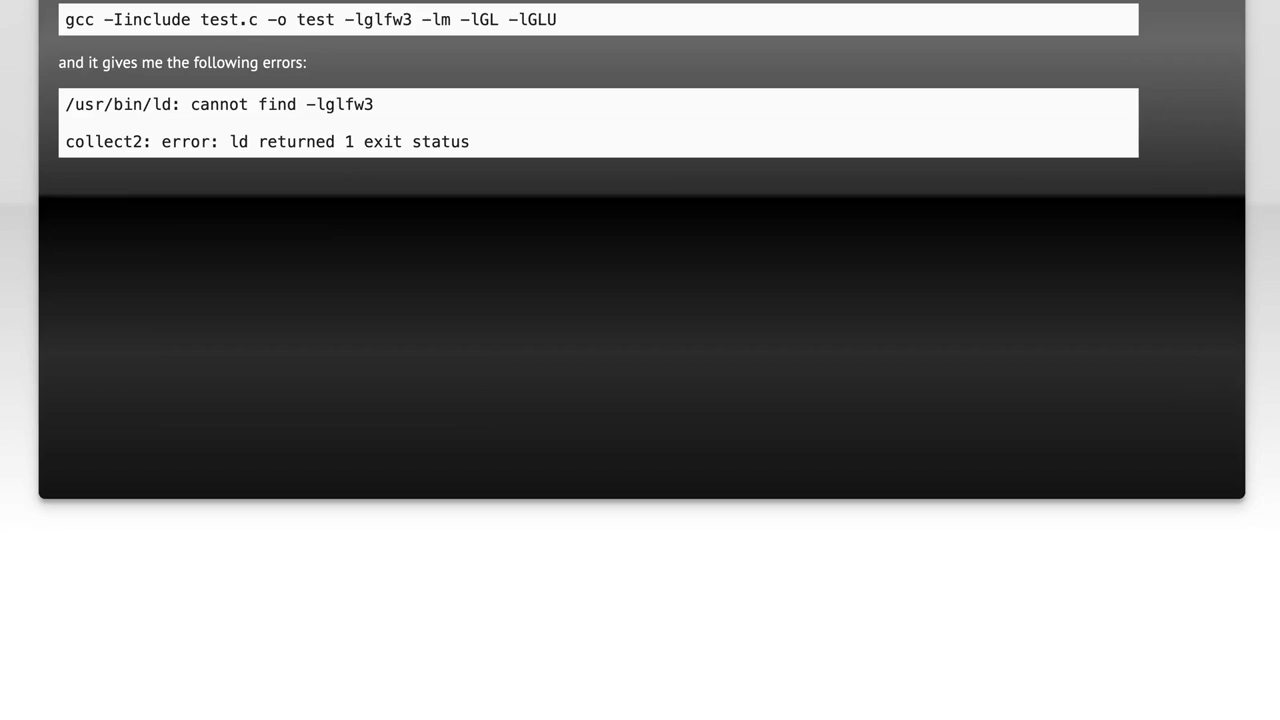 gcc -Iinclude test.c -o test -lglfw3 -lm -lGL -lGLU
and it gives me the following errors:
/usr/bin/ld: cannot find -lglfw3
collect2: error: ld returned 1 exit status